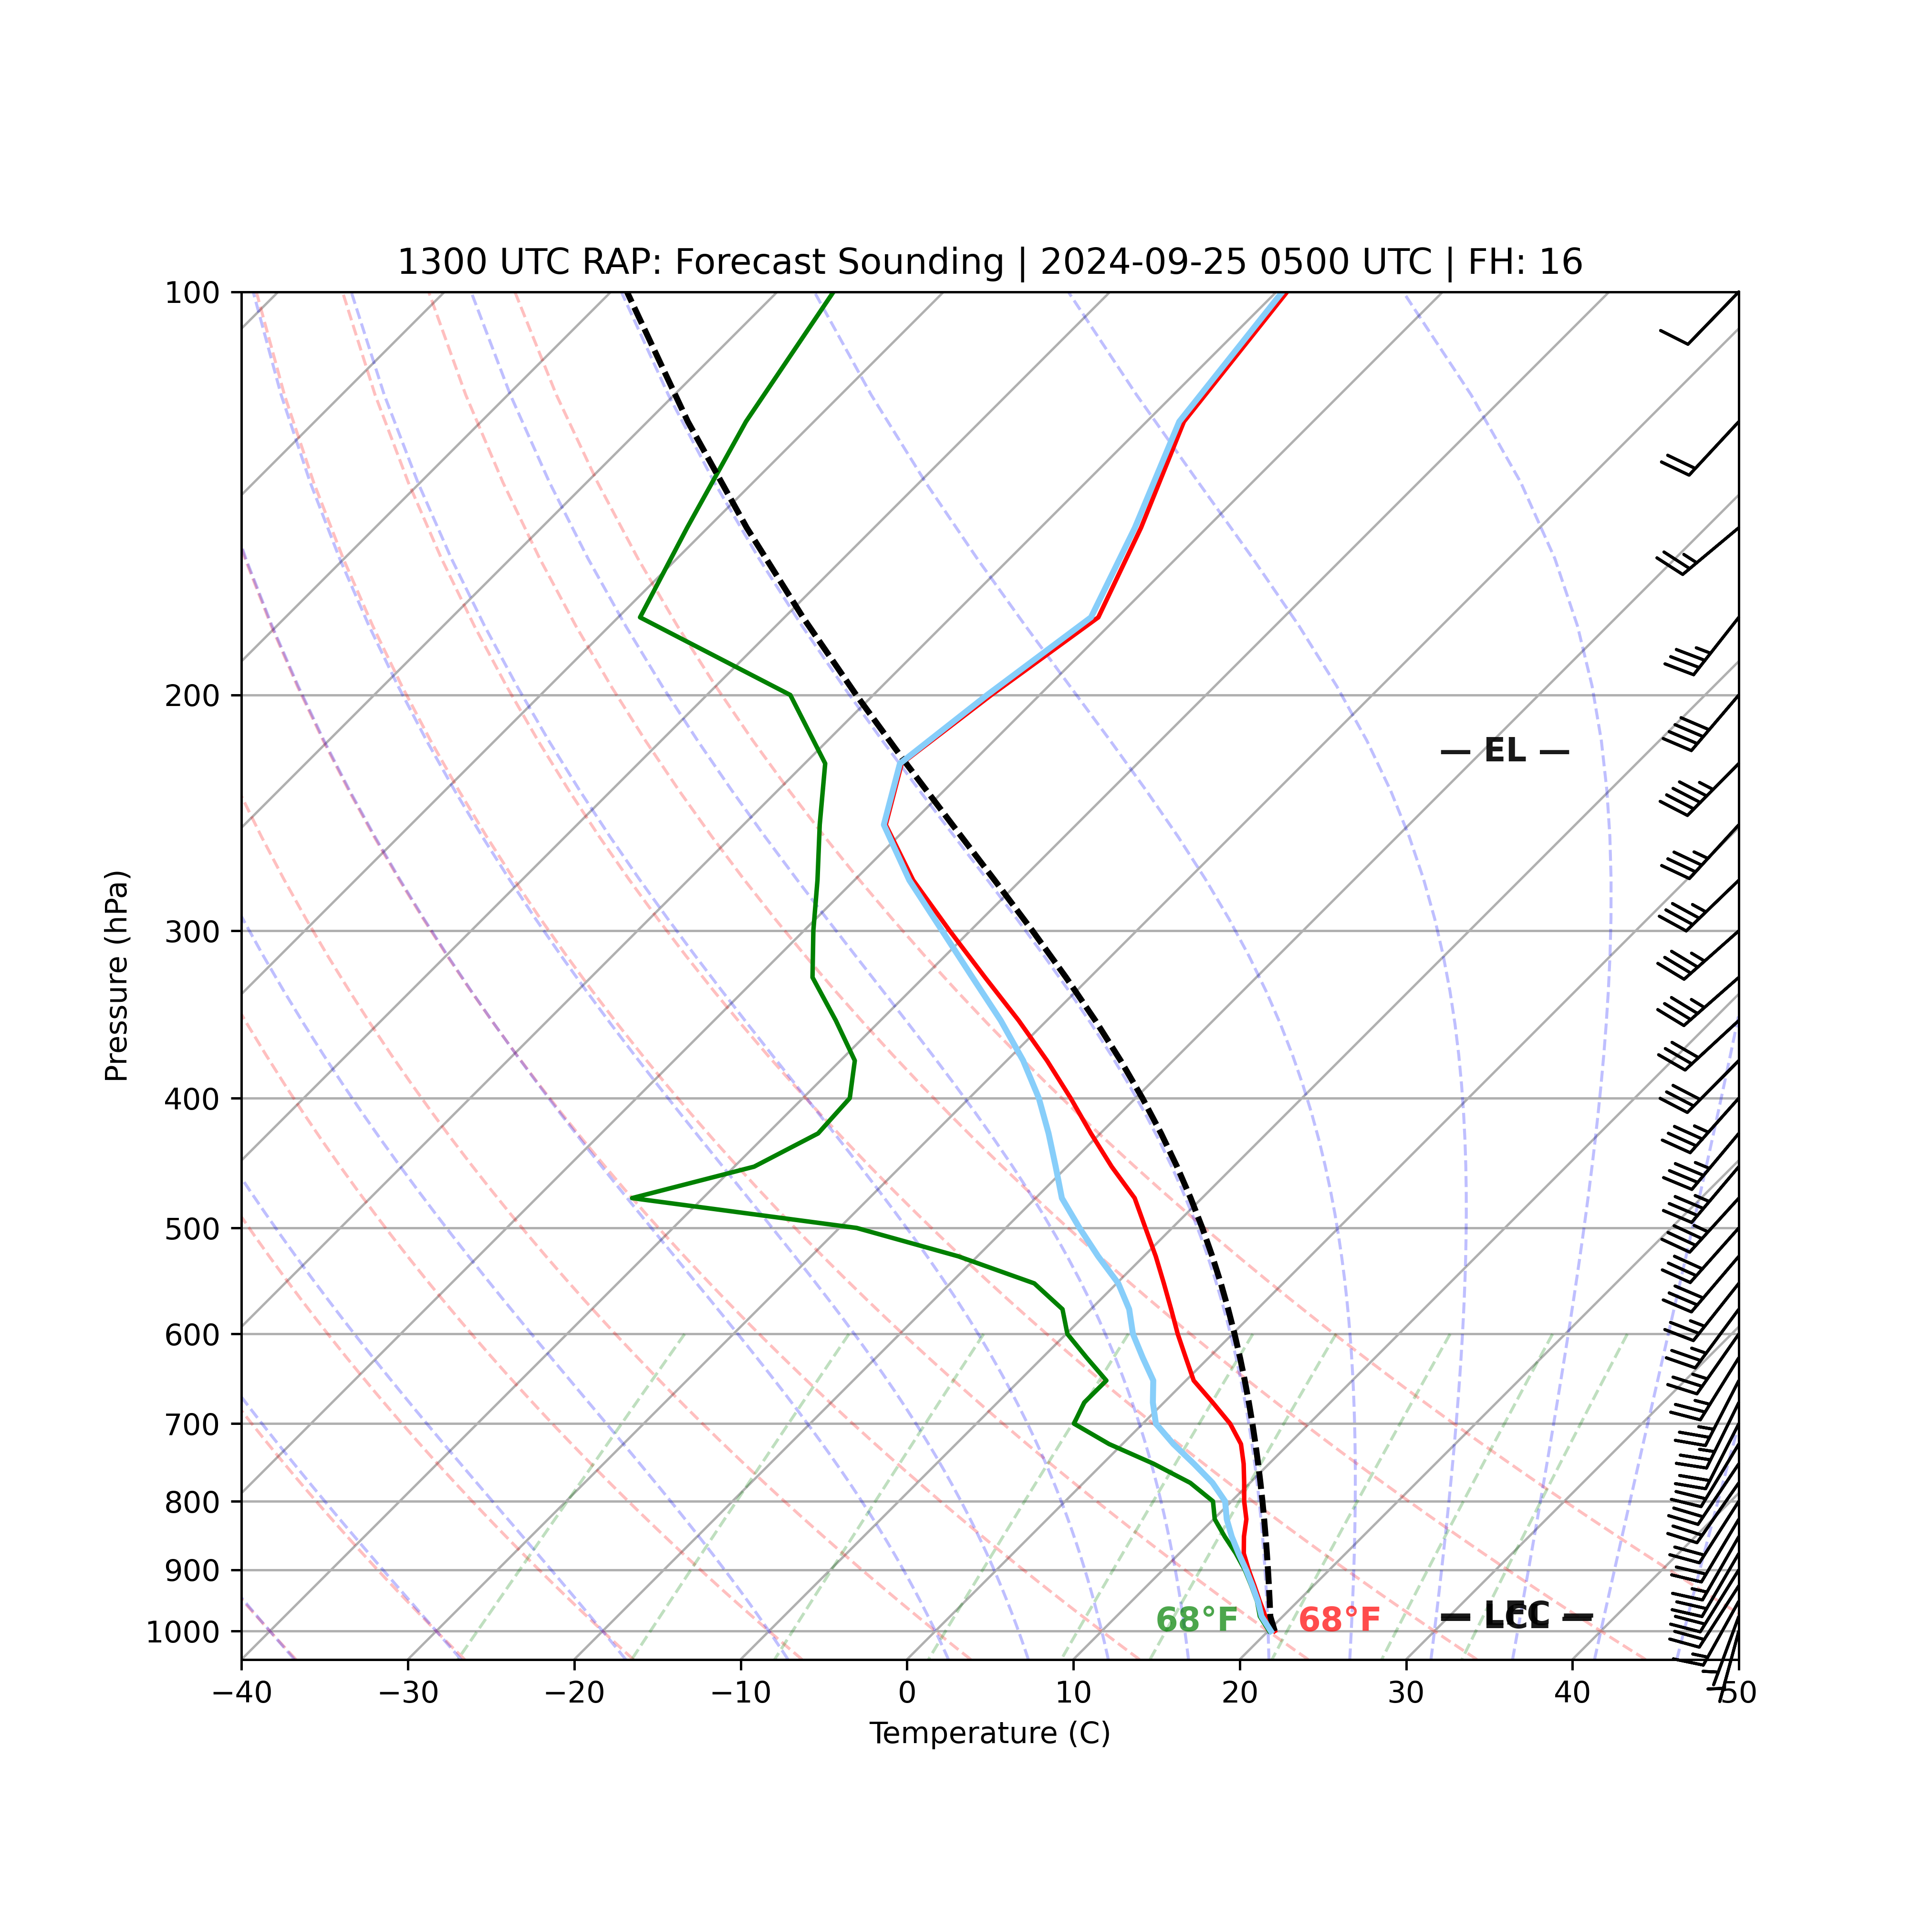 1300 UTC RAP: Forecast Sounding | 2024-09-25 0500 UTC | FH: 16
100
200
— EL —
300
Pressure (hPa)
400
500
600
700
800
900
68°F 68°F
1000
−40 −30 −20 −10 0 10 20 30 40 50
Temperature (C)